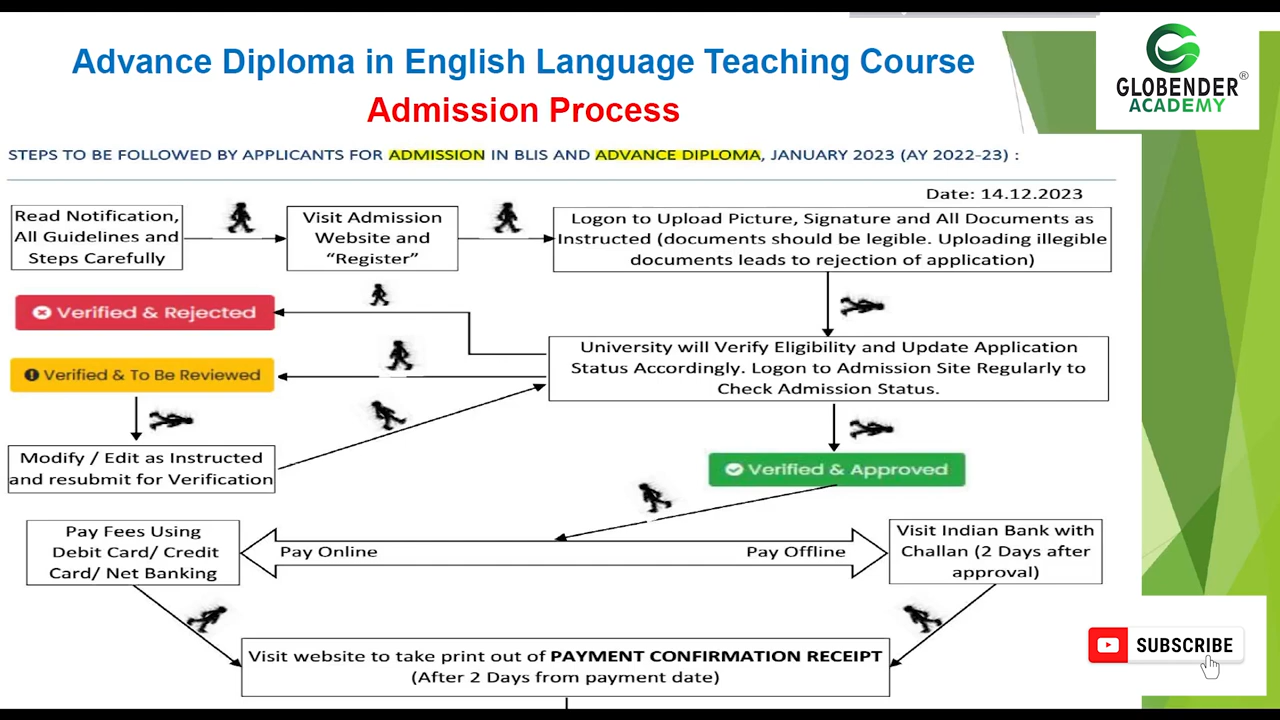 Advance Diploma in English Language Teaching Course
Admission Process
GLOBENDER®
ACADEMY
STEPS TO BE FOLLOWED BY APPLICANTS FOR ADMISSION IN BLIS AND ADVANCE DIPLOMA, JANUARY 2023 (AY 2022-23) :
Date: 14.12.2023
Read Notification,
All Guidelines and
Steps Carefully
Visit Admission
Website and
“Register”
Logon to Upload Picture, Signature and All Documents as
Instructed (documents should be legible. Uploading illegible
documents leads to rejection of application)
Verified & Rejected
Verified & To Be Reviewed
University will Verify Eligibility and Update Application
Status Accordingly. Logon to Admission Site Regularly to
Check Admission Status.
Modify / Edit as Instructed
and resubmit for Verification
Verified & Approved
Pay Fees Using
Debit Card/ Credit
Card/ Net Banking
Pay Online
Pay Offline
Visit Indian Bank with
Challan (2 Days after
approval)
Visit website to take print out of PAYMENT CONFIRMATION RECEIPT
(After 2 Days from payment date)
SUBSCRIBE